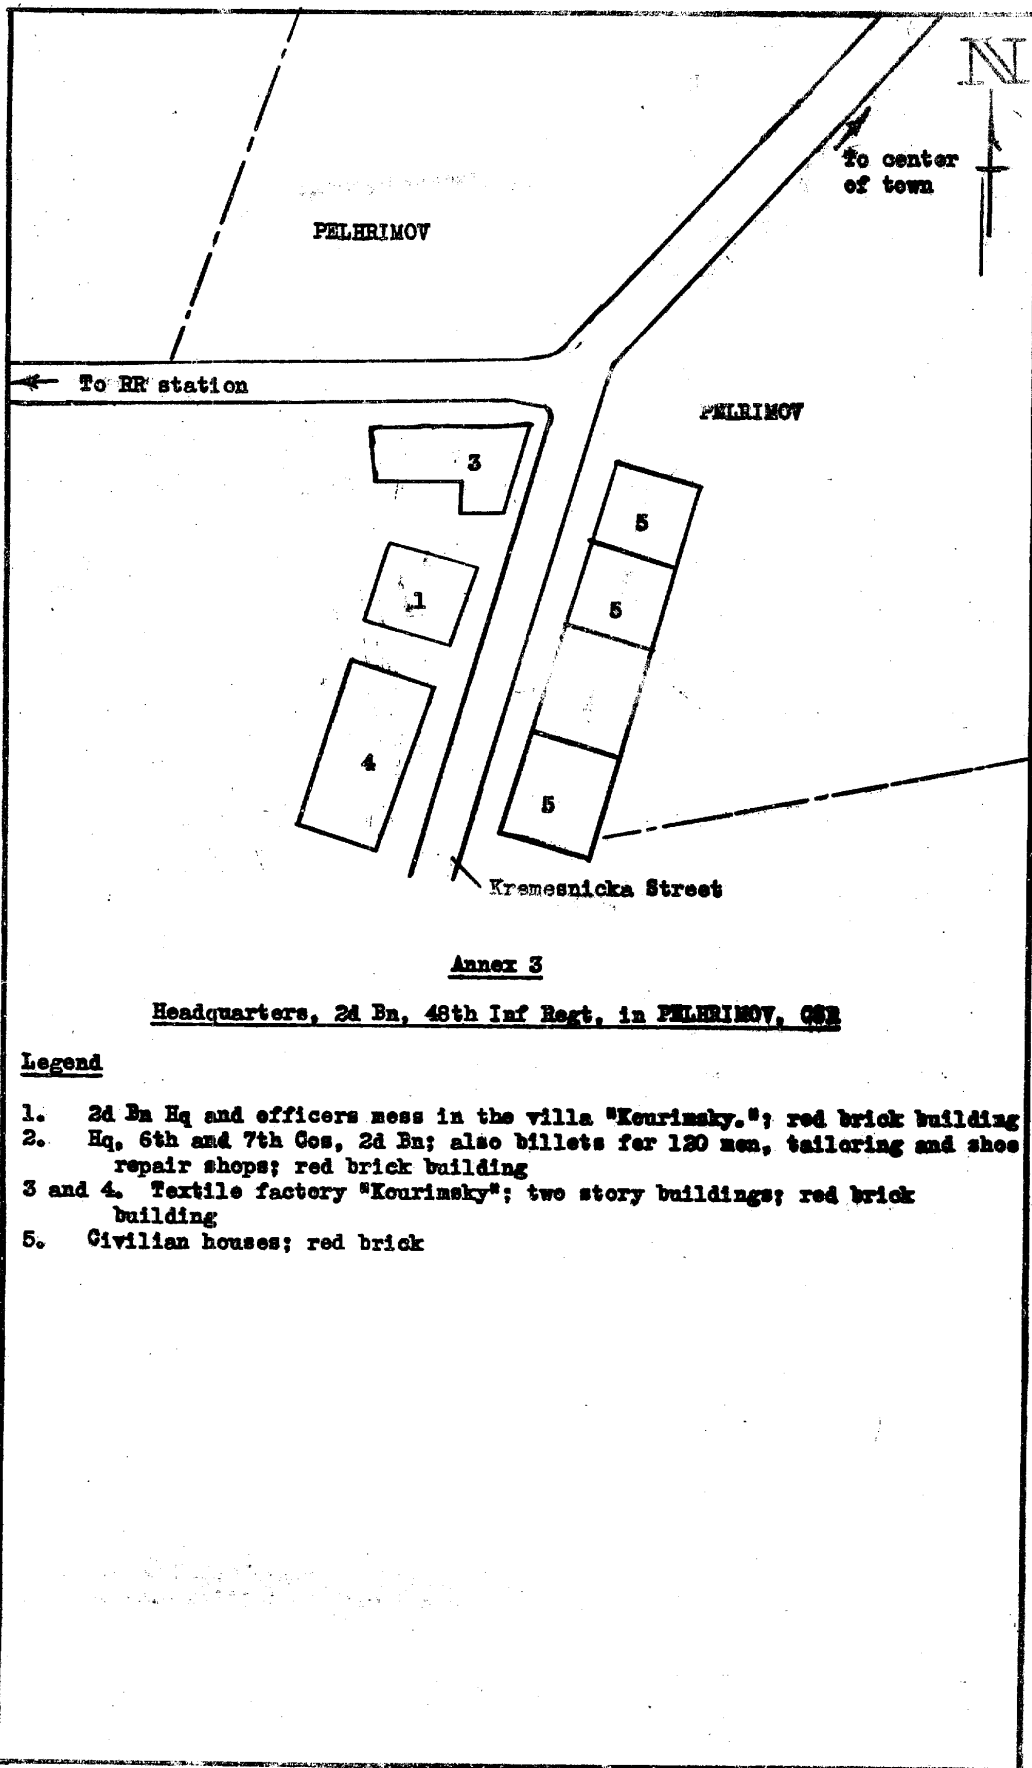 N
To center
of town
PELHRIMOV
To RR station
PELRIMOV
3
5
1
5
4
5
Kremesnicka Street
Annex 3
Headquarters, 2d Bn, 48th Inf Regt, in PELHRIMOV, CSR
Legend
1. 2d Bn Hq and officers mess in the villa "Kourimsky."; red brick building
2. Hq, 6th and 7th Cos, 2d Bn; also billets for 120 men, tailoring and shoe
repair shops; red brick building
3 and 4. Textile factory "Kourimsky"; two story buildings; red brick
building
5. Civilian houses; red brick